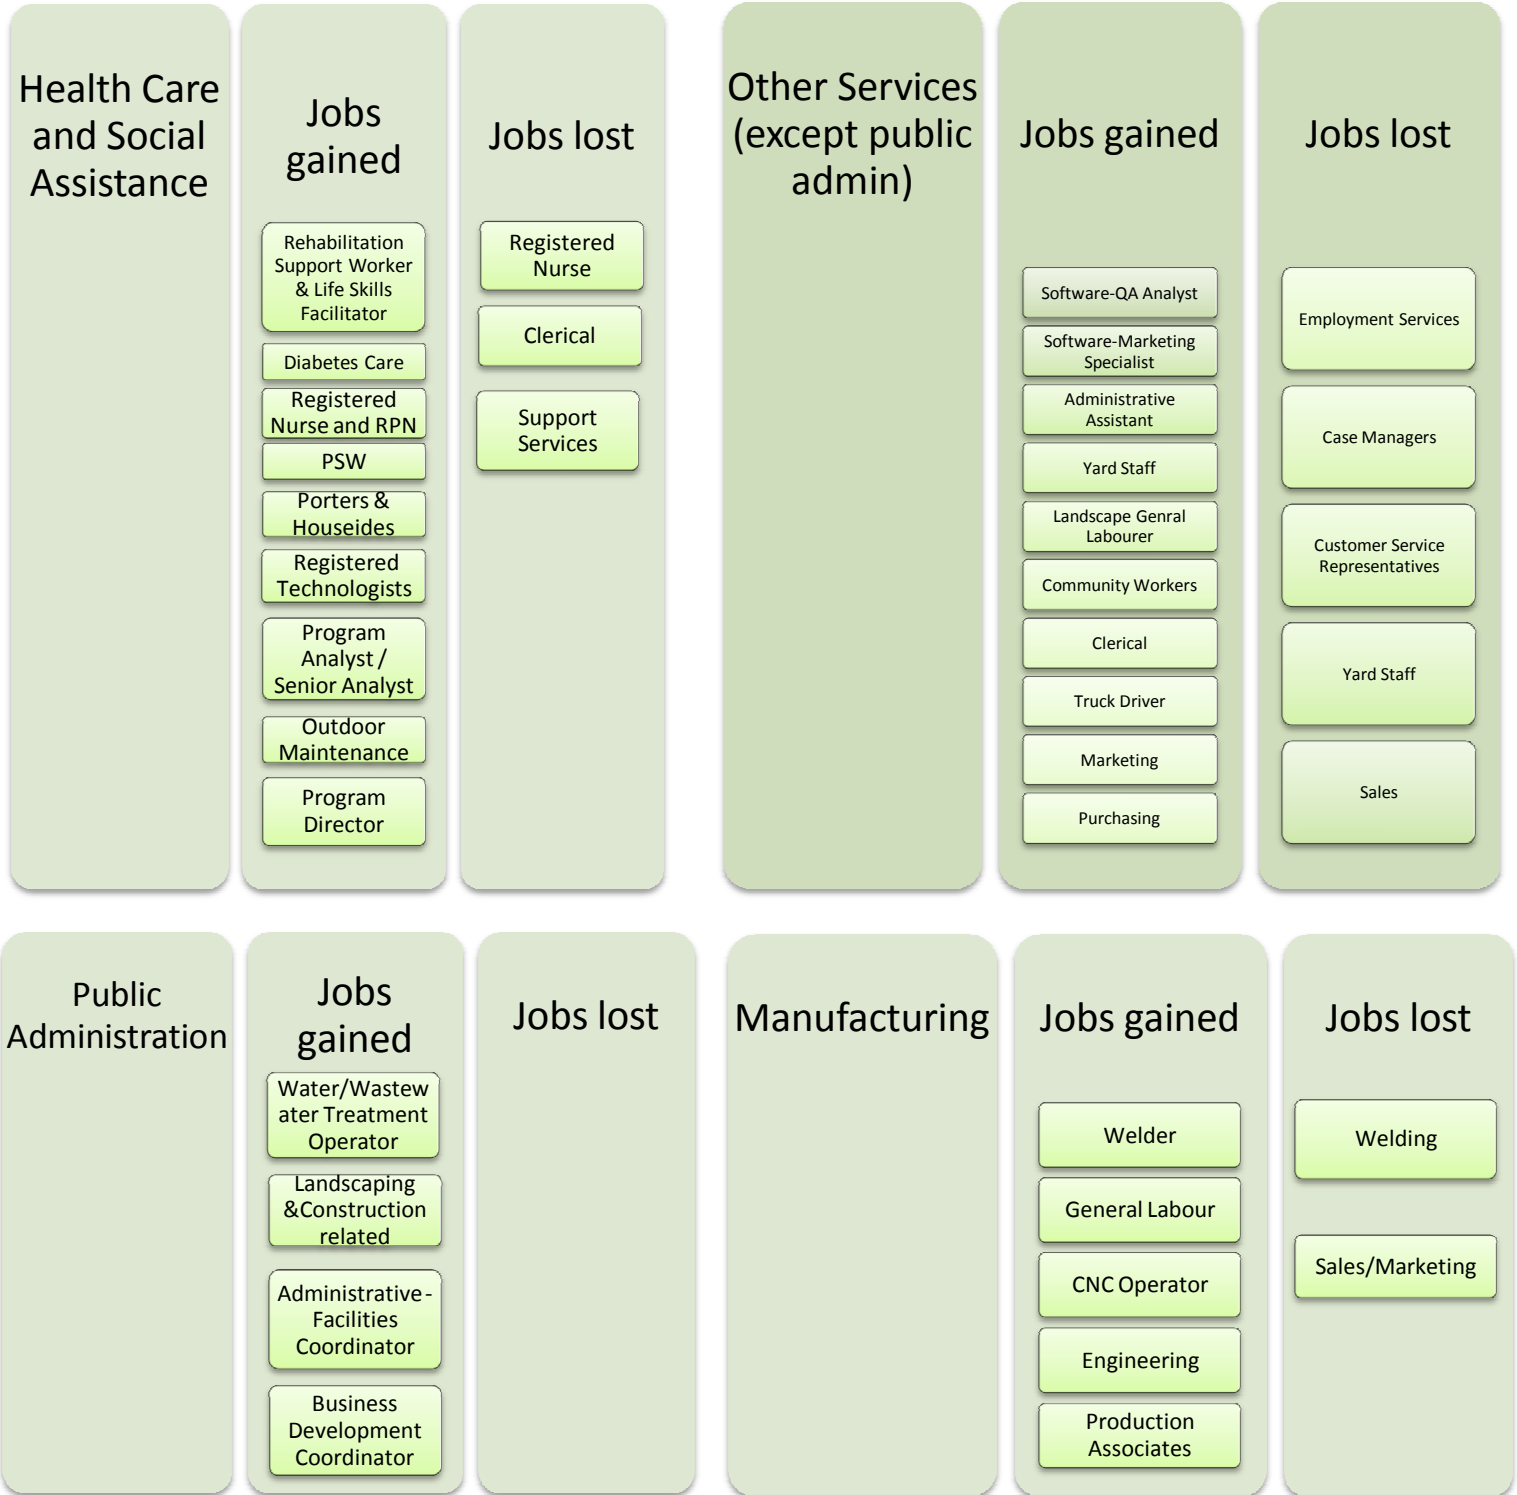 Health Care
and Social
Assistance
Jobs
gained
Rehabilitation
Support Worker
& Life Skills
Facilitator
Diabetes Care
Registered
Nurse and RPN
PSW
Porters &
Houseides
Registered
Technologists
Program
Analyst /
Senior Analyst
Outdoor
Maintenance
Program
Director
Jobs lost
Registered
Nurse
Clerical
Support
Services
Other Services
(except public
admin)
Jobs gained
Software-QA Analyst
Software-Marketing
Specialist
Administrative
Assistant
Yard Staff
Landscape Genral
Labourer
Community Workers
Clerical
Truck Driver
Marketing
Purchasing
Jobs lost
Employment Services
Case Managers
Customer Service
Representatives
Yard Staff
Sales
Public
Administration
Jobs
gained
Water/Wastew
ater Treatment
Operator
Landscaping
&Construction
related
Administrative-
Facilities
Coordinator
Business
Development
Coordinator
Jobs lost
Manufacturing
Jobs gained
Welder
General Labour
CNC Operator
Engineering
Production
Associates
Jobs lost
Welding
Sales/Marketing